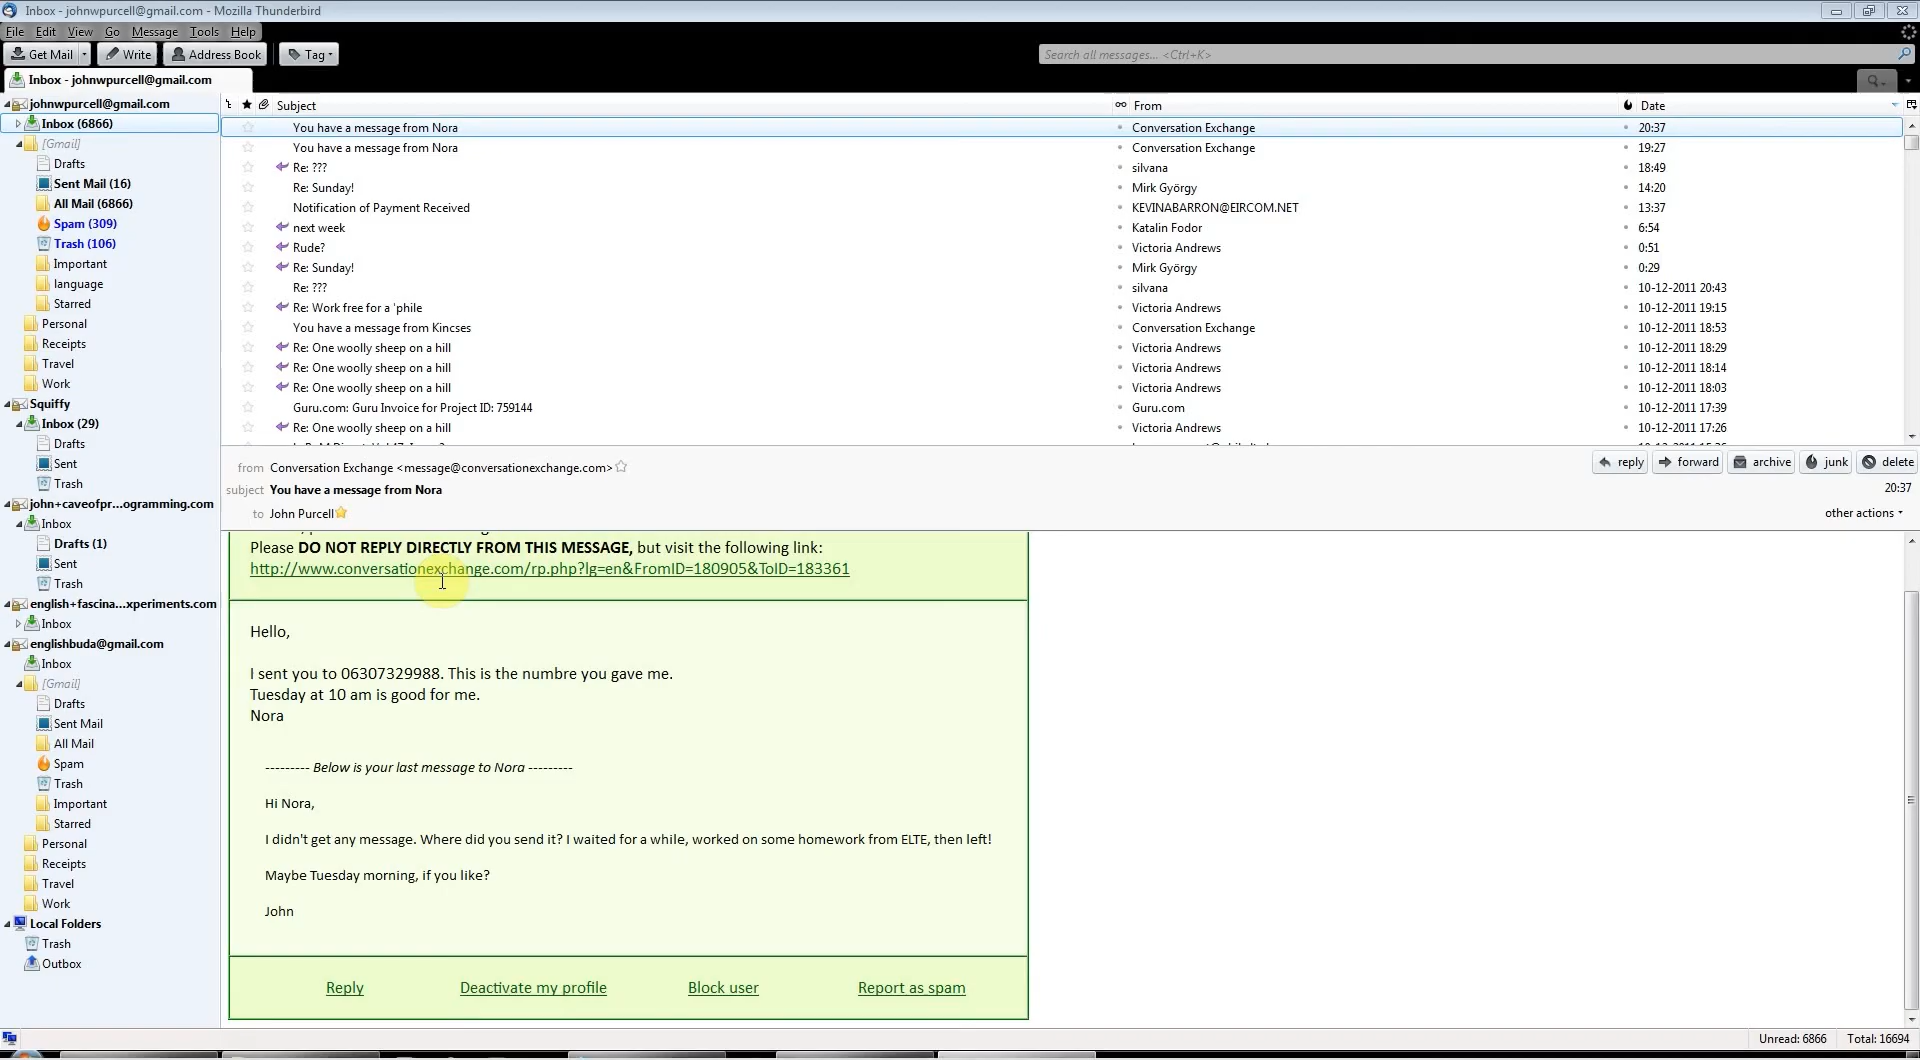 Inbox - johnwpurcell@gmail.com - Mozilla Thunderbird
File Edit View Go Message Tools Help
Get Mail Write Address Book Tag
Search all messages... <Ctrl+K>
Inbox - johnwpurcell@gmail.com
johnwpurcell@gmail.com
Inbox (6866)
[Gmail]
Drafts
Sent Mail (16)
All Mail (6866)
Spam (309)
Trash (106)
Important
language
Starred
Personal
Receipts
Travel
Work
Squiffy
Inbox (29)
Drafts
Sent
Trash
john+caveofpr...ogramming.com
Inbox
Drafts (1)
Sent
Trash
english+fascina...xperiments.com
Inbox
englishbuda@gmail.com
Inbox
[Gmail]
Drafts
Sent Mail
All Mail
Spam
Trash
Important
Starred
Personal
Receipts
Travel
Work
Local Folders
Trash
Outbox
Subject From Date
You have a message from Nora Conversation Exchange 20:37
You have a message from Nora Conversation Exchange 19:27
Re: ??? silvana 18:49
Re: Sunday! Mirk György 14:20
Notification of Payment Received KEVINABARRON@EIRCOM.NET 13:37
next week Katalin Fodor 6:54
Rude? Victoria Andrews 0:51
Re: Sunday! Mirk György 0:29
Re: ??? silvana 10-12-2011 20:43
Re: Work free for a 'phile Victoria Andrews 10-12-2011 19:15
You have a message from Kincses Conversation Exchange 10-12-2011 18:53
Re: One woolly sheep on a hill Victoria Andrews 10-12-2011 18:29
Re: One woolly sheep on a hill Victoria Andrews 10-12-2011 18:14
Re: One woolly sheep on a hill Victoria Andrews 10-12-2011 18:03
Guru.com: Guru Invoice for Project ID: 759144 Guru.com 10-12-2011 17:39
Re: One woolly sheep on a hill Victoria Andrews 10-12-2011 17:26
from Conversation Exchange <message@conversationexchange.com>
reply forward archive junk delete
subject You have a message from Nora 20:37
to John Purcell other actions
Please DO NOT REPLY DIRECTLY FROM THIS MESSAGE, but visit the following link:
http://www.conversationexchange.com/rp.php?lg=en&FromID=180905&ToID=183361
Hello,
I sent you to 06307329988. This is the numbre you gave me.
Tuesday at 10 am is good for me.
Nora
--------- Below is your last message to Nora ---------
Hi Nora,
I didn't get any message. Where did you send it? I waited for a while, worked on some homework from ELTE, then left!
Maybe Tuesday morning, if you like?
John
Reply Deactivate my profile Block user Report as spam
Unread: 6866 Total: 16694